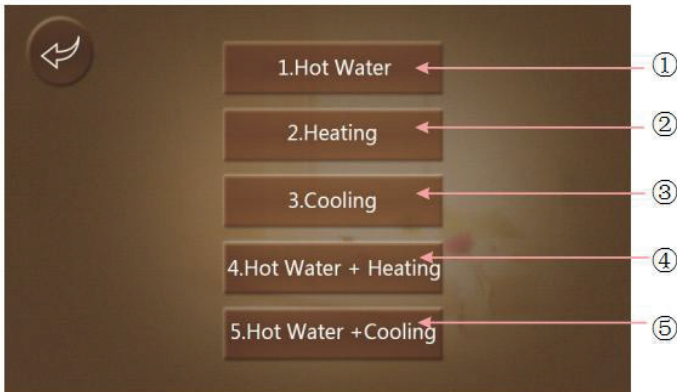 1.Hot Water ①
2.Heating ②
3.Cooling ③
4.Hot Water + Heating ④
5.Hot Water +Cooling ⑤